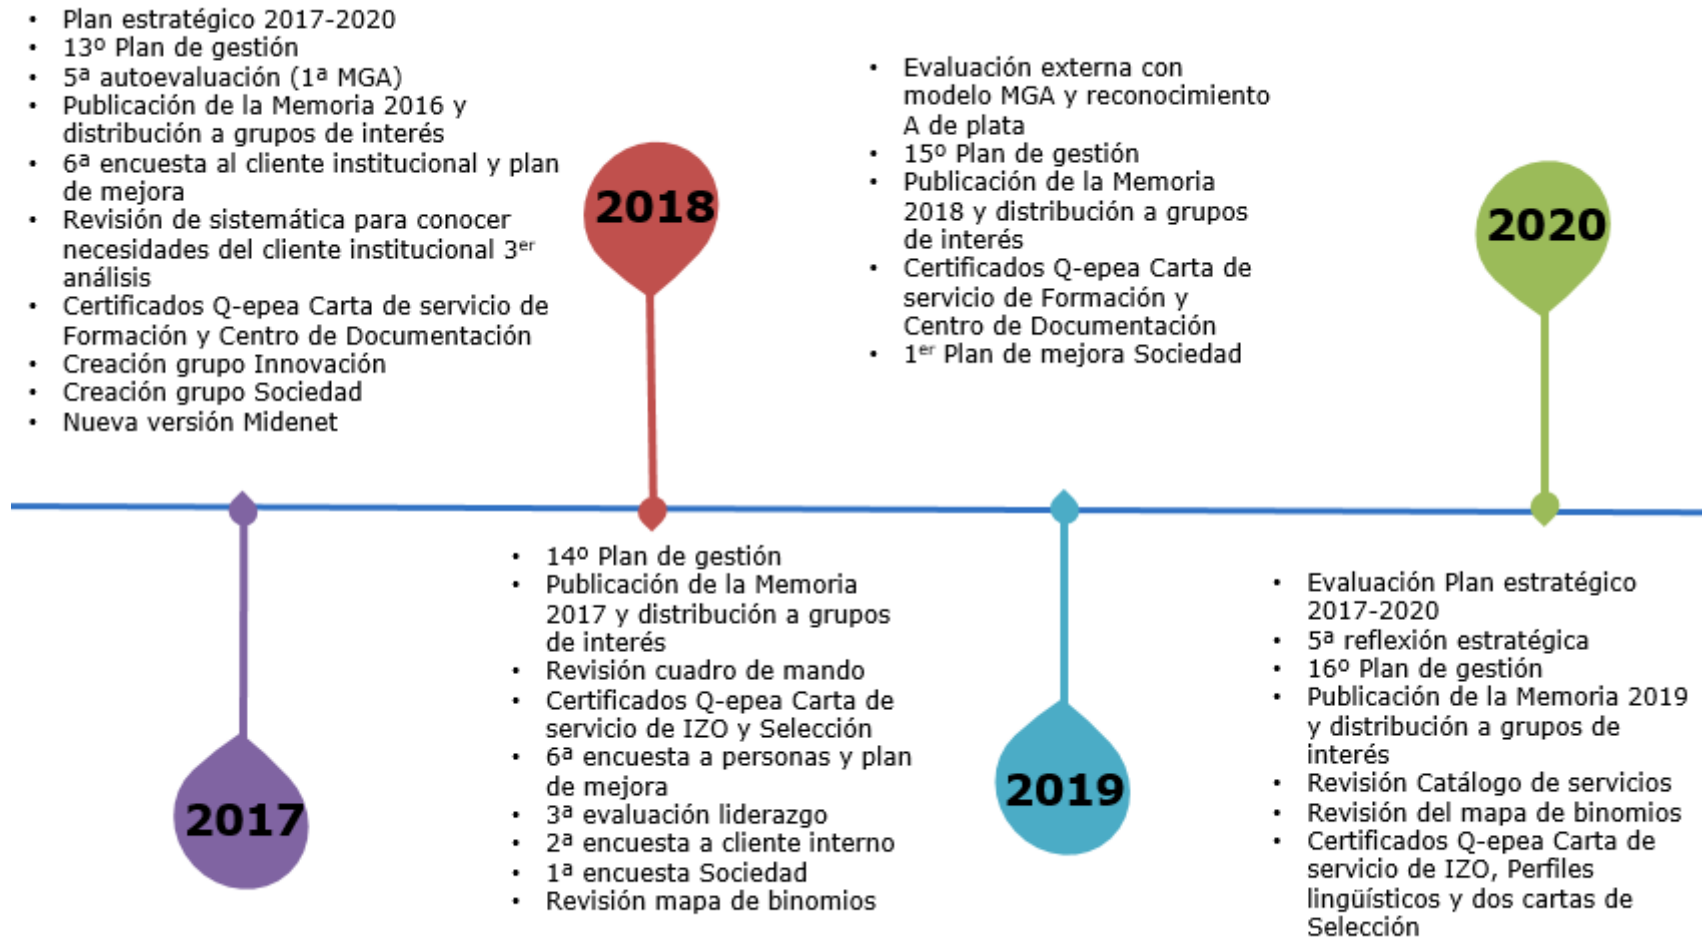 • Plan estratégico 2017-2020
• 13º Plan de gestión
• 5ª autoevaluación (1ª MGA)
• Publicación de la Memoria 2016 y
distribución a grupos de interés
• 6ª encuesta al cliente institucional y plan
de mejora
• Revisión de sistemática para conocer
necesidades del cliente institucional 3er
análisis
• Certificados Q-epea Carta de servicio de
Formación y Centro de Documentación
• Creación grupo Innovación
• Creación grupo Sociedad
• Nueva versión Midenet
2017
2018
• 14º Plan de gestión
• Publicación de la Memoria
2017 y distribución a grupos
de interés
• Revisión cuadro de mando
• Certificados Q-epea Carta de
servicio de IZO y Selección
• 6ª encuesta a personas y plan
de mejora
• 3ª evaluación liderazgo
• 2ª encuesta a cliente interno
• 1ª encuesta Sociedad
• Revisión mapa de binomios
• Evaluación externa con
modelo MGA y reconocimiento
A de plata
• 15º Plan de gestión
• Publicación de la Memoria
2018 y distribución a grupos
de interés
• Certificados Q-epea Carta de
servicio de Formación y
Centro de Documentación
• 1er Plan de mejora Sociedad
2019
2020
• Evaluación Plan estratégico
2017-2020
• 5ª reflexión estratégica
• 16º Plan de gestión
• Publicación de la Memoria 2019
y distribución a grupos de
interés
• Revisión Catálogo de servicios
• Revisión del mapa de binomios
• Certificados Q-epea Carta de
servicio de IZO, Perfiles
lingüísticos y dos cartas de
Selección